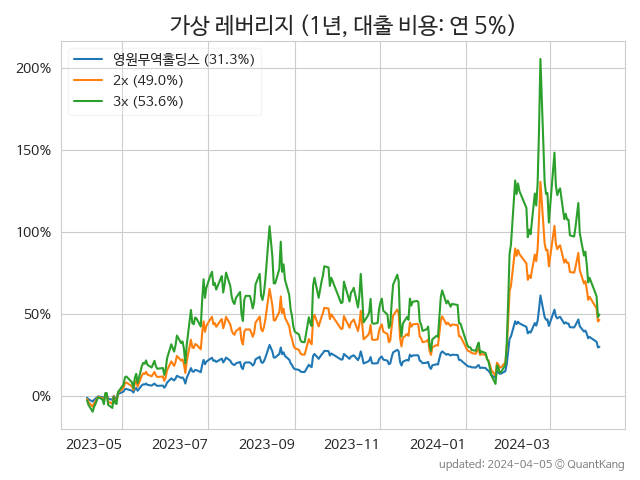 가상 레버리지 (1년, 대출 비용: 연 5%)
영원무역홀딩스 (31.3%)
2x (49.0%)
3x (53.6%)
200%
150%
100%
50%
0%
2023-05 2023-07 2023-09 2023-11 2024-01 2024-03
updated: 2024-04-05 © QuantKang